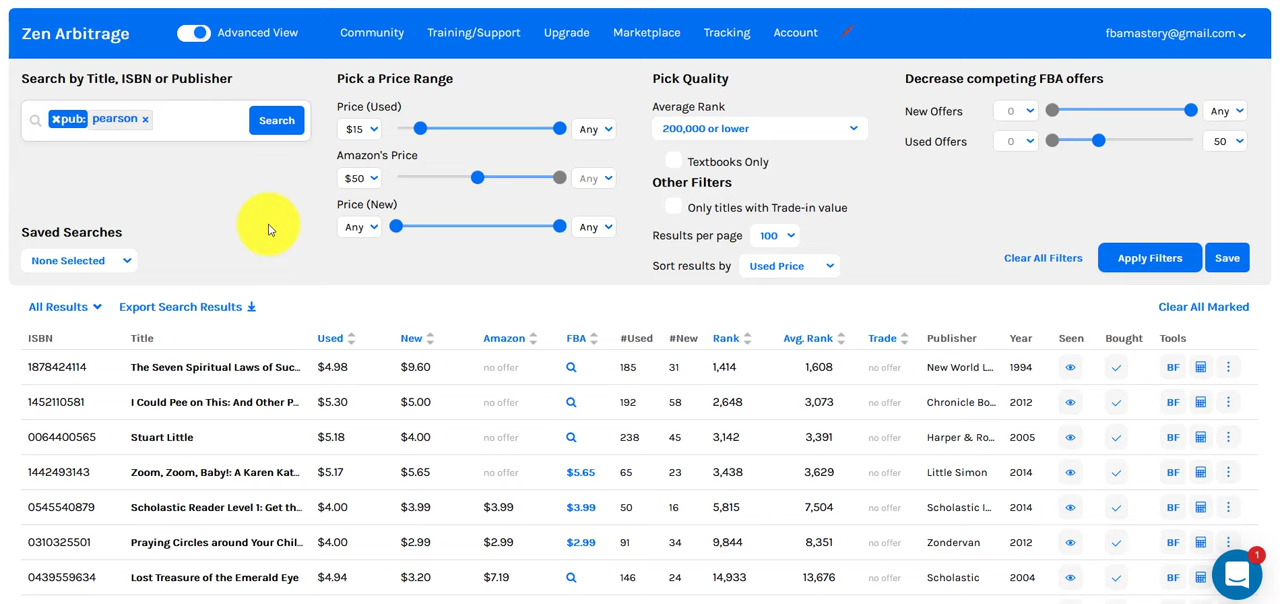 Zen Arbitrage
Advanced View
Community
Training/Support
Upgrade
Marketplace
Tracking
Account
fbamastery@gmail.com
Search by Title, ISBN or Publisher
✖pub: pearson ×
Search
Saved Searches
None Selected
Pick a Price Range
Price (Used)
$15
Any
Amazon's Price
$50
Any
Price (New)
Any
Any
Pick Quality
Average Rank
200,000 or lower
Textbooks Only
Other Filters
Only titles with Trade-in value
Results per page 100
Sort results by Used Price
Decrease competing FBA offers
New Offers 0 Any
Used Offers 0 50
Clear All Filters
Apply Filters
Save
All Results
Export Search Results
Clear All Marked
ISBN Title Used New Amazon FBA #Used #New Rank Avg. Rank Trade Publisher Year Seen Bought Tools
1878424114 The Seven Spiritual Laws of Suc... $4.98 $9.60 no offer 185 31 1,414 1,608 no offer New World L... 1994 BF
1452110581 I Could Pee on This: And Other P... $5.30 $5.00 no offer 192 58 2,648 3,073 no offer Chronicle Bo... 2012 BF
0064400565 Stuart Little $5.18 $4.00 no offer 238 45 3,142 3,391 no offer Harper & Ro... 2005 BF
1442493143 Zoom, Zoom, Baby!: A Karen Kat... $5.17 $5.65 no offer $5.65 65 23 3,438 3,629 no offer Little Simon 2014 BF
0545540879 Scholastic Reader Level 1: Get th... $4.00 $3.99 $3.99 $3.99 50 16 5,815 7,504 no offer Scholastic I... 2014 BF
0310325501 Praying Circles around Your Chil... $4.00 $2.99 $2.99 $2.99 91 34 9,844 8,351 no offer Zondervan 2012 BF
0439559634 Lost Treasure of the Emerald Eye $4.94 $3.20 $7.19 146 24 14,933 13,676 no offer Scholastic 2004 BF
1